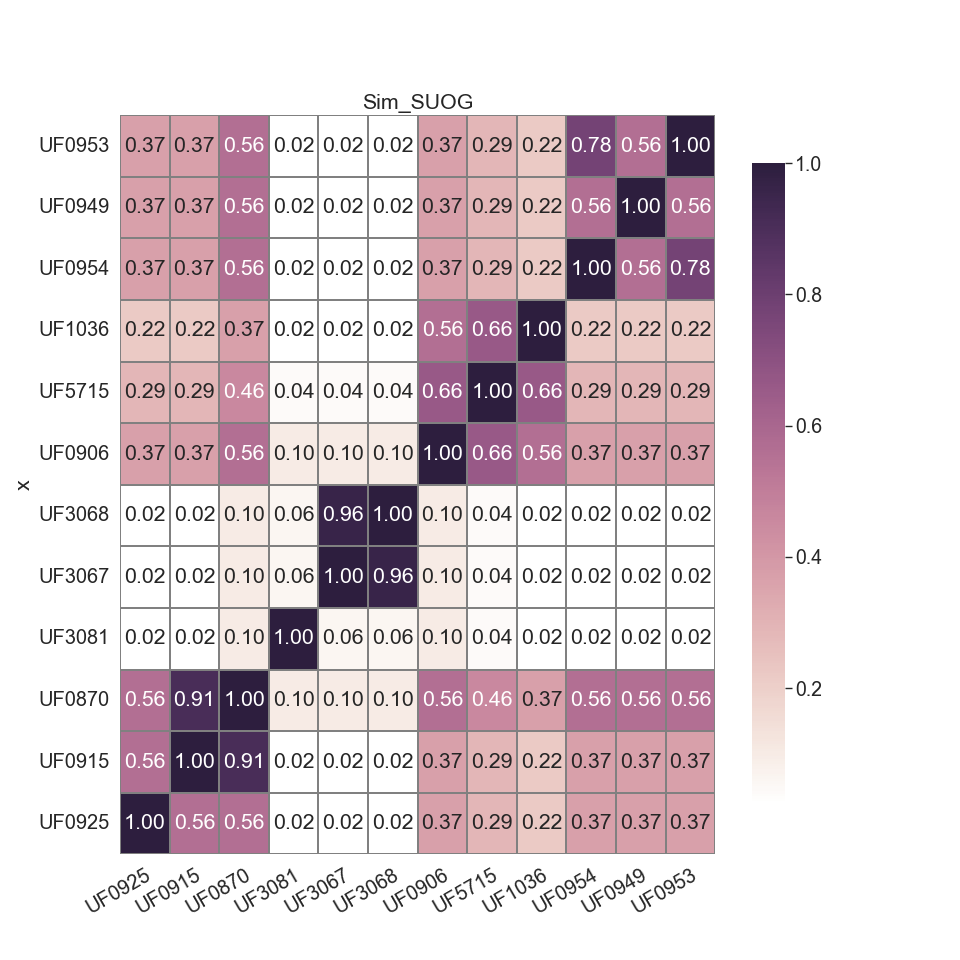 Sim_SUOG
UF0953 0.37 0.37 0.56 0.02 0.02 0.02 0.37 0.29 0.22 0.78 0.56 1.00
UF0949 0.37 0.37 0.56 0.02 0.02 0.02 0.37 0.29 0.22 0.56 1.00 0.56
UF0954 0.37 0.37 0.56 0.02 0.02 0.02 0.37 0.29 0.22 1.00 0.56 0.78
UF1036 0.22 0.22 0.37 0.02 0.02 0.02 0.56 0.66 1.00 0.22 0.22 0.22
UF5715 0.29 0.29 0.46 0.04 0.04 0.04 0.66 1.00 0.66 0.29 0.29 0.29
UF0906 0.37 0.37 0.56 0.10 0.10 0.10 1.00 0.66 0.56 0.37 0.37 0.37
x
UF3068 0.02 0.02 0.10 0.06 0.96 1.00 0.10 0.04 0.02 0.02 0.02 0.02
UF3067 0.02 0.02 0.10 0.06 1.00 0.96 0.10 0.04 0.02 0.02 0.02 0.02
UF3081 0.02 0.02 0.10 1.00 0.06 0.06 0.10 0.04 0.02 0.02 0.02 0.02
UF0870 0.56 0.91 1.00 0.10 0.10 0.10 0.56 0.46 0.37 0.56 0.56 0.56
UF0915 0.56 1.00 0.91 0.02 0.02 0.02 0.37 0.29 0.22 0.37 0.37 0.37
UF0925 1.00 0.56 0.56 0.02 0.02 0.02 0.37 0.29 0.22 0.37 0.37 0.37
UF0925 UF0915 UF0870 UF3081 UF3067 UF3068 UF0906 UF5715 UF1036 UF0954 UF0949 UF0953
1.0
0.8
0.6
0.4
0.2